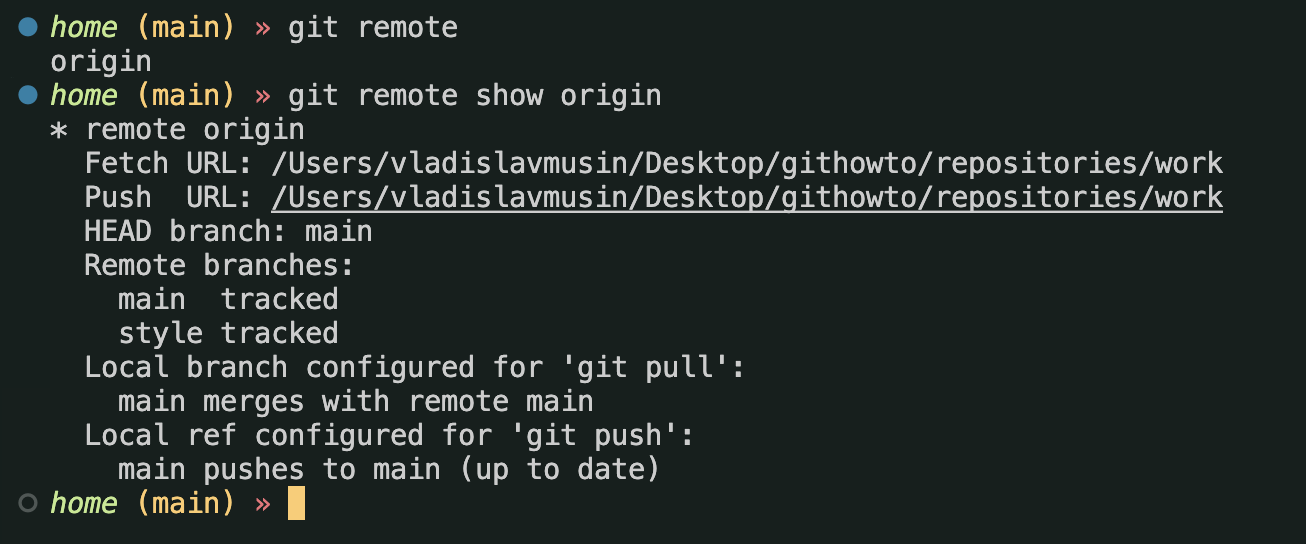 home (main) » git remote
origin
home (main) » git remote show origin
* remote origin
  Fetch URL: /Users/vladislavmusin/Desktop/githowto/repositories/work
  Push  URL: /Users/vladislavmusin/Desktop/githowto/repositories/work
  HEAD branch: main
  Remote branches:
    main  tracked
    style tracked
  Local branch configured for 'git pull':
    main merges with remote main
  Local ref configured for 'git push':
    main pushes to main (up to date)
home (main) »